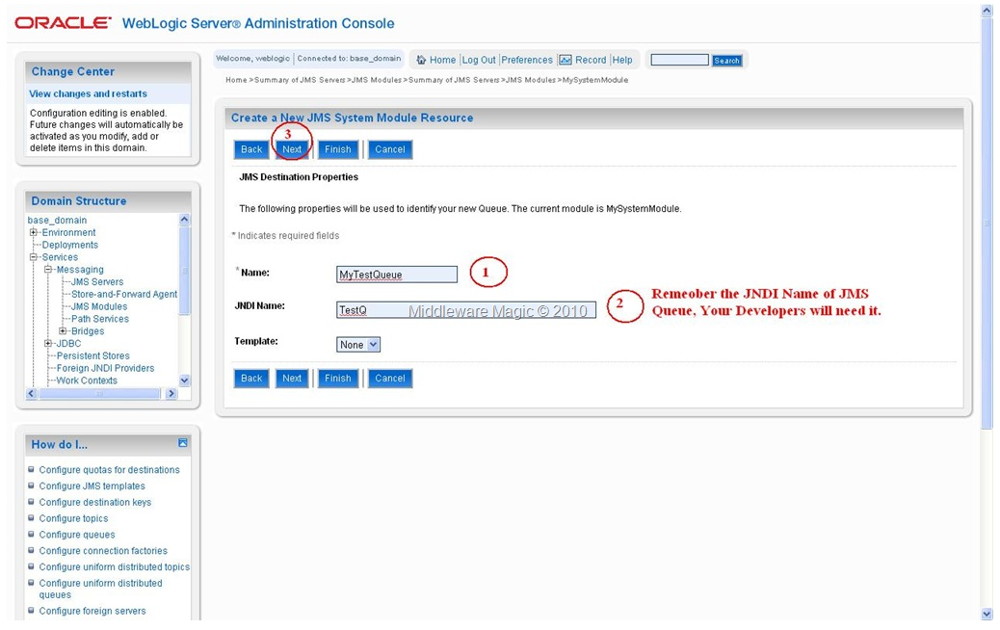 ORACLE WebLogic Server® Administration Console
Change Center
View changes and restarts
Configuration editing is enabled.
Future changes will automatically be
activated as you modify, add or
delete items in this domain.
Domain Structure
base_domain
Environment
Deployments
Services
Messaging
JMS Servers
Store-and-Forward Agent
JMS Modules
Path Services
Bridges
JDBC
Persistent Stores
Foreign JNDI Providers
Work Contexts
How do I...
Configure quotas for destinations
Configure JMS templates
Configure destination keys
Configure topics
Configure queues
Configure connection factories
Configure uniform distributed topics
Configure uniform distributed
queues
Configure foreign servers
Welcome, weblogic Connected to: base_domain Home Log Out Preferences Record Help Search
Home >Summary of JMS Servers >JMS Modules >Summary of JMS Servers >JMS Modules >MySystemModule
Create a New JMS System Module Resource
3
Back Next Finish Cancel
JMS Destination Properties
The following properties will be used to identify your new Queue. The current module is MySystemModule.
* Indicates required fields
* Name: MyTestQueue 1
JNDI Name: TestQ Middleware Magic © 2010 2 Remeober the JNDI Name of JMS
Queue, Your Developers will need it.
Template: None
Back Next Finish Cancel